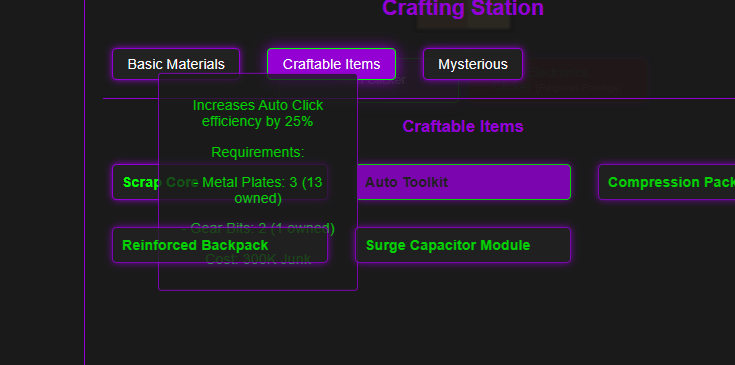 Crafting Station
Basic Materials
Craftable Items
Mysterious
Increases Auto Click
efficiency by 25%
Requirements:
- Metal Plates: 3 (13
owned)
- Gear Bits: 2 (1 owned)
Cost: 300K Junk
Craftable Items
Scrap Core
Auto Toolkit
Compression Pack
Reinforced Backpack
Surge Capacitor Module